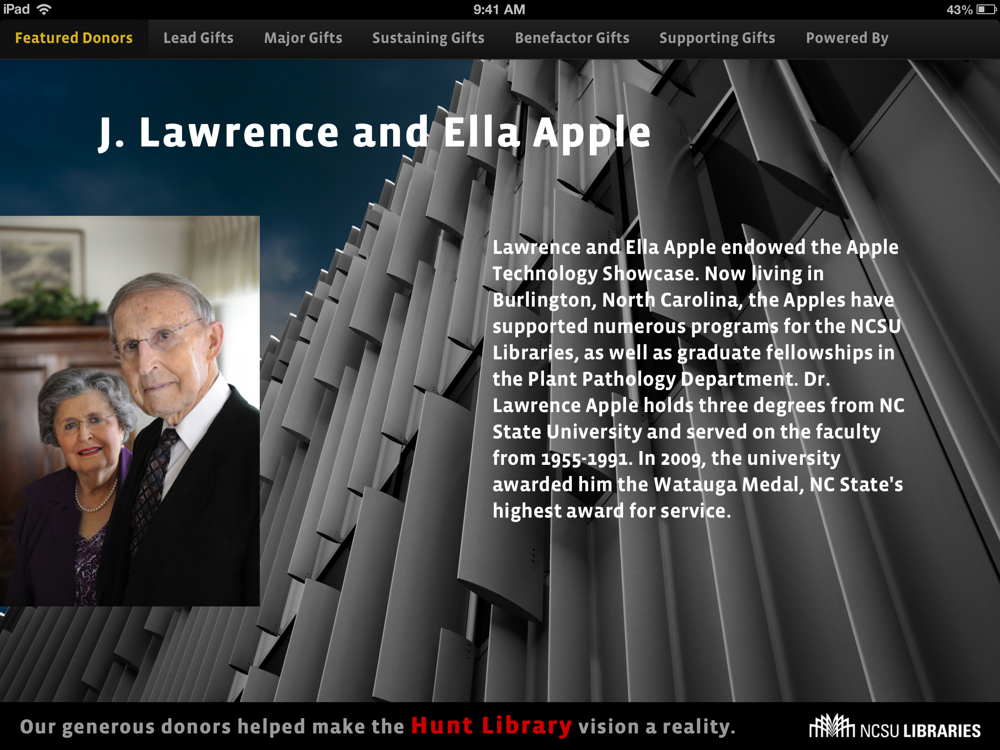 iPad 9:41 AM 43%
Featured Donors Lead Gifts Major Gifts Sustaining Gifts Benefactor Gifts Supporting Gifts Powered By
J. Lawrence and Ella Apple
Lawrence and Ella Apple endowed the Apple
Technology Showcase. Now living in
Burlington, North Carolina, the Apples have
supported numerous programs for the NCSU
Libraries, as well as graduate fellowships in
the Plant Pathology Department. Dr.
Lawrence Apple holds three degrees from NC
State University and served on the faculty
from 1955-1991. In 2009, the university
awarded him the Watauga Medal, NC State's
highest award for service.
Our generous donors helped make the Hunt Library vision a reality.
NCSU LIBRARIES